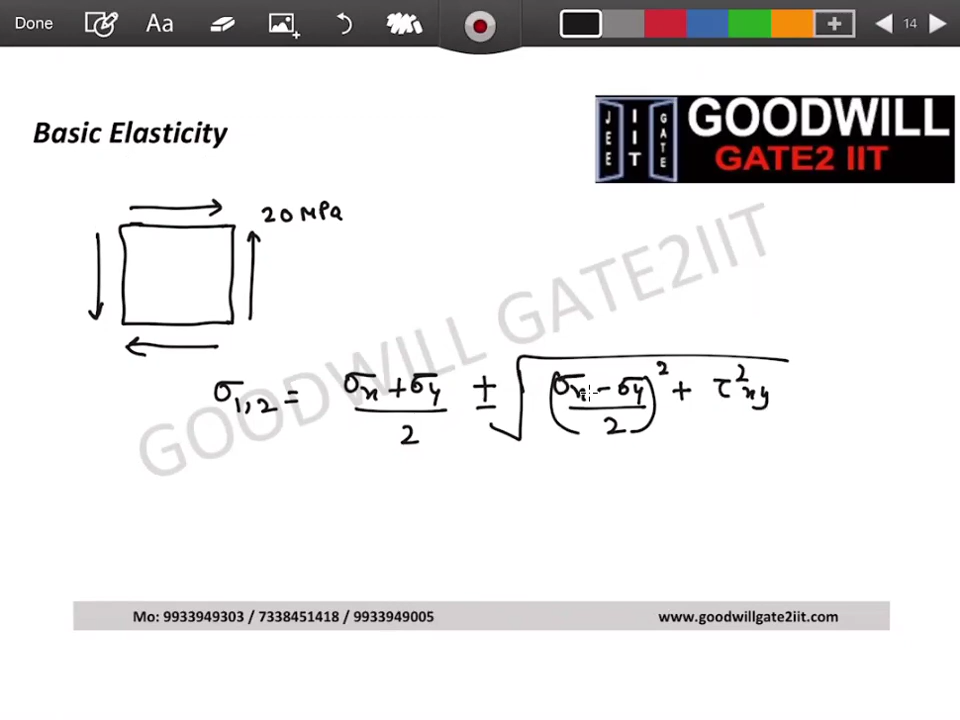 Done
Aa
14
JEE
IIT
GATE
GOODWILL
GATE2 IIT
Basic Elasticity
20 MPa
GOODWILL GATE2IIT
σ1,2 = σx + σy / 2 ± √((σx − σy / 2)² + τ²xy)
Mo: 9933949303 / 7338451418 / 9933949005
www.goodwillgate2iit.com